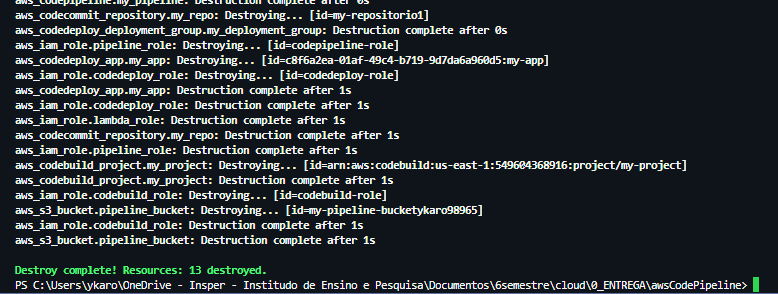 aws_codepipeline.my_pipeline: Destruction complete after 0s
aws_codecommit_repository.my_repo: Destroying... [id=my-repositorio1]
aws_codedeploy_deployment_group.my_deployment_group: Destruction complete after 0s
aws_iam_role.pipeline_role: Destroying... [id=codepipeline-role]
aws_codedeploy_app.my_app: Destroying... [id=c8f6a2ea-01af-49c4-b719-9d7da6a960d5:my-app]
aws_iam_role.codedeploy_role: Destroying... [id=codedeploy-role]
aws_codedeploy_app.my_app: Destruction complete after 1s
aws_iam_role.codedeploy_role: Destruction complete after 1s
aws_iam_role.lambda_role: Destruction complete after 1s
aws_codecommit_repository.my_repo: Destruction complete after 1s
aws_iam_role.pipeline_role: Destruction complete after 1s
aws_codebuild_project.my_project: Destroying... [id=arn:aws:codebuild:us-east-1:549604368916:project/my-project]
aws_codebuild_project.my_project: Destruction complete after 1s
aws_iam_role.codebuild_role: Destroying... [id=codebuild-role]
aws_s3_bucket.pipeline_bucket: Destroying... [id=my-pipeline-bucketykaro98965]
aws_iam_role.codebuild_role: Destruction complete after 1s
aws_s3_bucket.pipeline_bucket: Destruction complete after 1s
Destroy complete! Resources: 13 destroyed.
PS C:\Users\ykaro\OneDrive - Insper - Institudo de Ensino e Pesquisa\Documentos\6semestre\cloud\0_ENTREGA\awsCodePipeline>